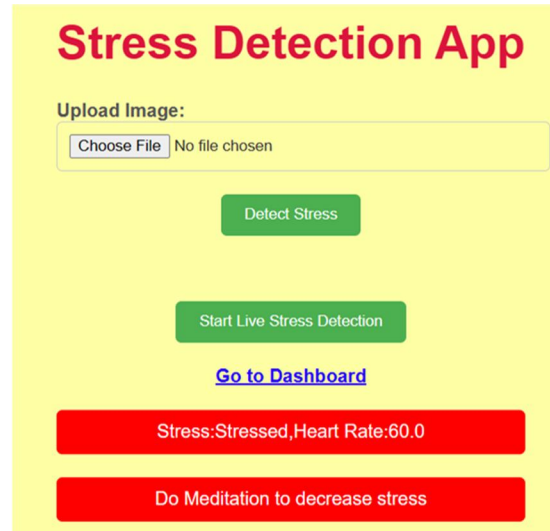 Stress Detection App
Upload Image:
Choose File No file chosen
Detect Stress
Start Live Stress Detection
Go to Dashboard
Stress:Stressed,Heart Rate:60.0
Do Meditation to decrease stress